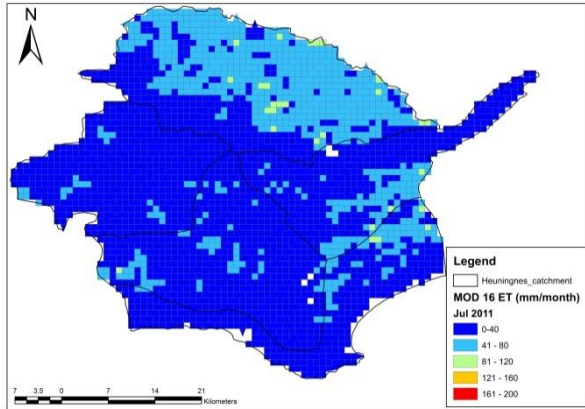 N
Legend
Heuningnes_catchment
MOD 16 ET (mm/month)
Jul 2011
0-40
41 - 80
81 - 120
121 - 160
161 - 200
7 3.5 0 7 14 21
Kilometers